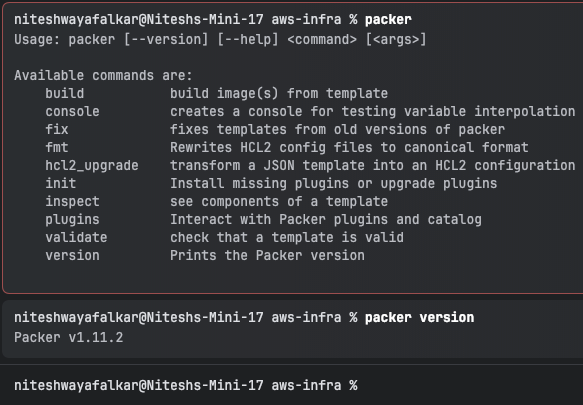 niteshwayafalkar@Niteshs-Mini-17 aws-infra % packer
Usage: packer [--version] [--help] <command> [<args>]
Available commands are:
build build image(s) from template
console creates a console for testing variable interpolation
fix fixes templates from old versions of packer
fmt Rewrites HCL2 config files to canonical format
hcl2_upgrade transform a JSON template into an HCL2 configuration
init Install missing plugins or upgrade plugins
inspect see components of a template
plugins Interact with Packer plugins and catalog
validate check that a template is valid
version Prints the Packer version
niteshwayafalkar@Niteshs-Mini-17 aws-infra % packer version
Packer v1.11.2
niteshwayafalkar@Niteshs-Mini-17 aws-infra %